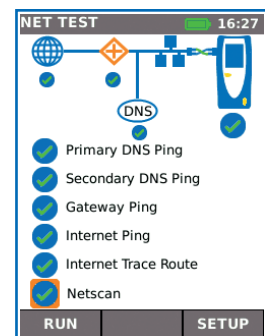 NET TEST 16:27
DNS
Primary DNS Ping
Secondary DNS Ping
Gateway Ping
Internet Ping
Internet Trace Route
Netscan
RUN SETUP